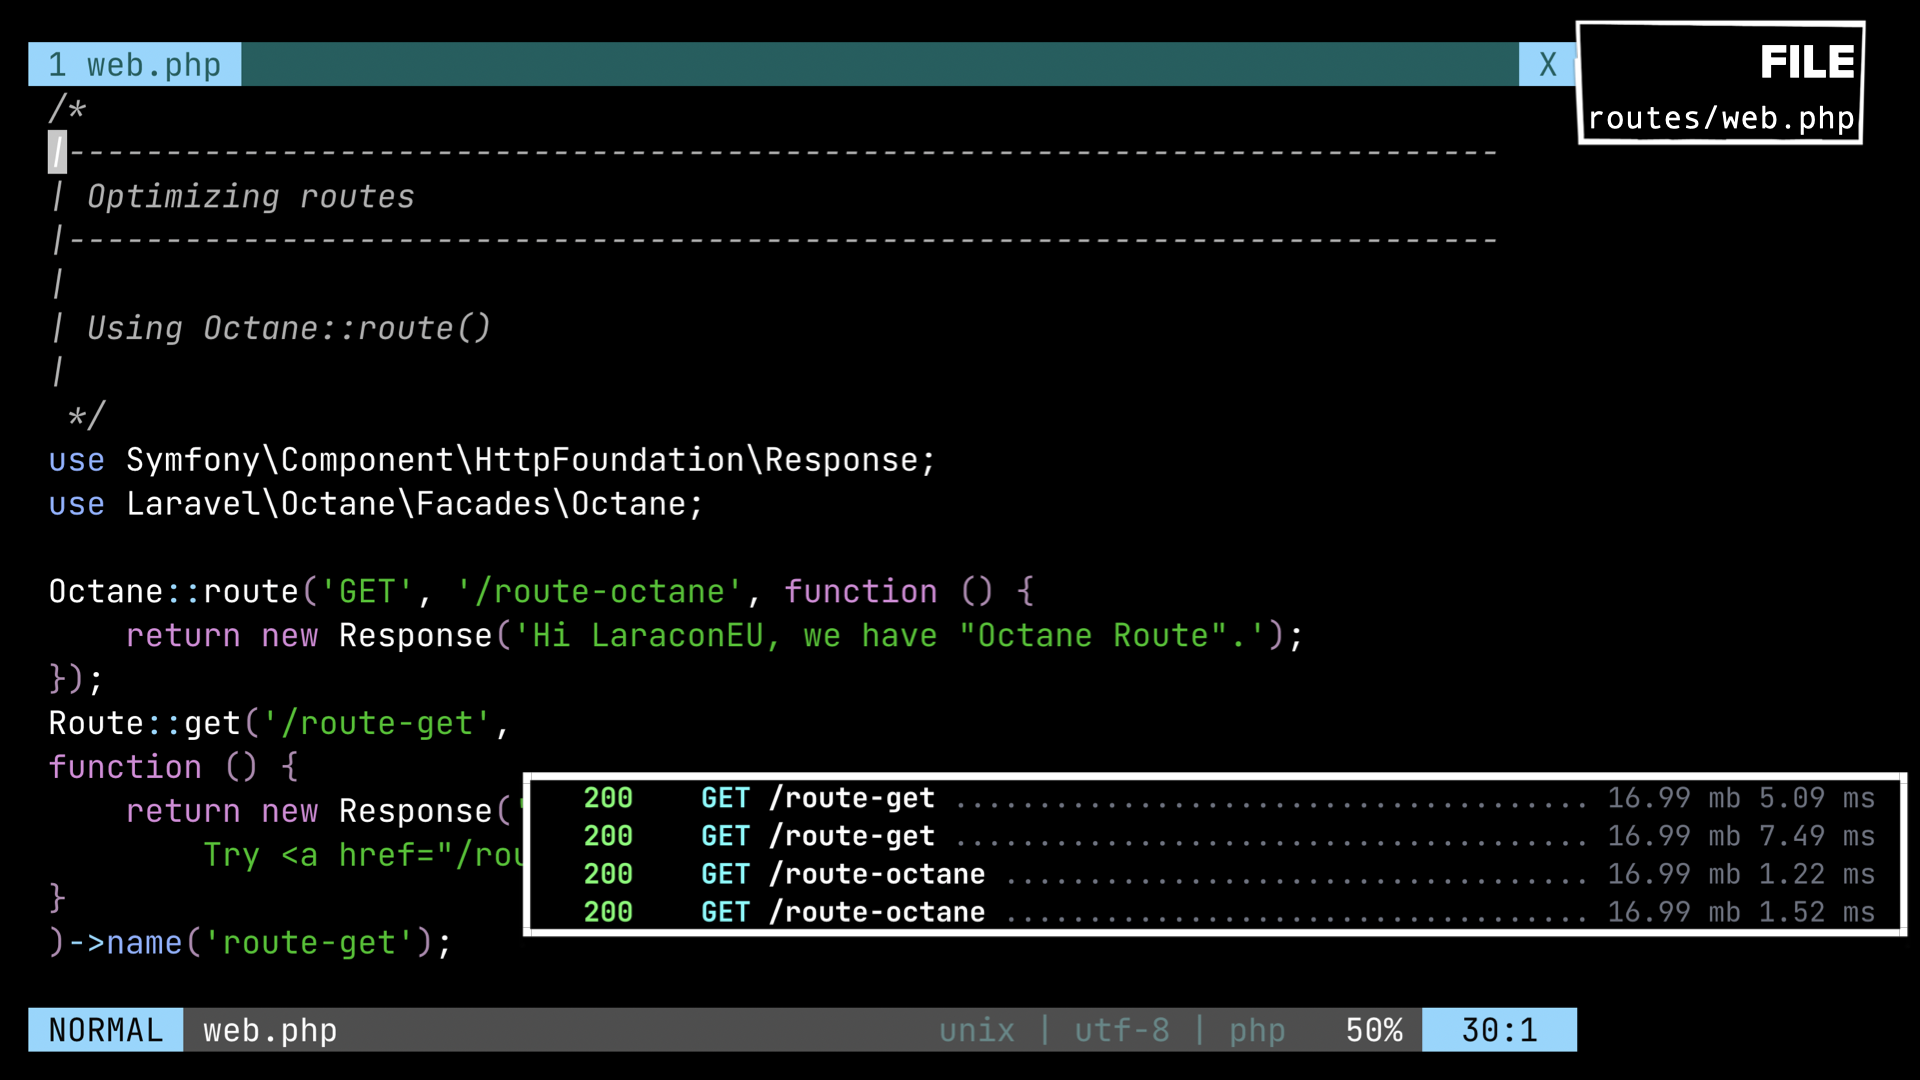 1 web.php
X
FILE
routes/web.php
/*
|--------------------------------------------------------------------------
| Optimizing routes
|--------------------------------------------------------------------------
|
| Using Octane::route()
|
*/
use Symfony\Component\HttpFoundation\Response;
use Laravel\Octane\Facades\Octane;
Octane::route('GET', '/route-octane', function () {
    return new Response('Hi LaraconEU, we have "Octane Route".');
});
Route::get('/route-get',
function () {
    return new Response('
        Try <a href="/rou
}
)->name('route-get');
200 GET /route-get ...................................... 16.99 mb 5.09 ms
200 GET /route-get ...................................... 16.99 mb 7.49 ms
200 GET /route-octane ................................... 16.99 mb 1.22 ms
200 GET /route-octane ................................... 16.99 mb 1.52 ms
NORMAL web.php unix | utf-8 | php 50% 30:1